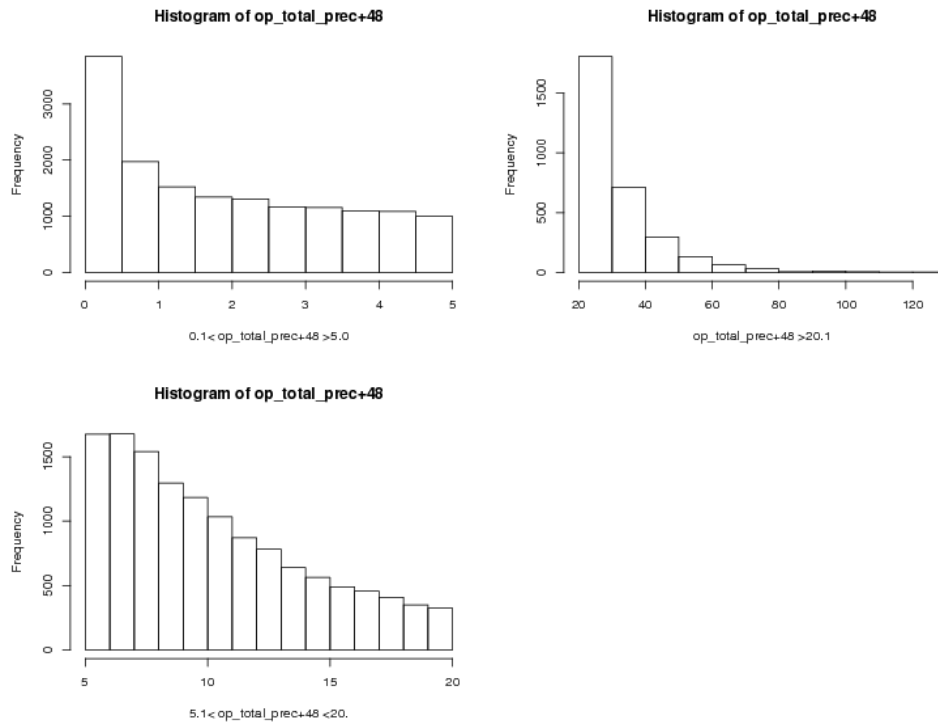 Histogram of op_total_prec+48
Frequency
3000
2000
1000
0
0 1 2 3 4 5
0.1< op_total_prec+48 >5.0
Histogram of op_total_prec+48
Frequency
1500
1000
500
0
20 40 60 80 100 120
op_total_prec+48 >20.1
Histogram of op_total_prec+48
Frequency
1500
1000
500
0
5 10 15 20
5.1< op_total_prec+48 <20.